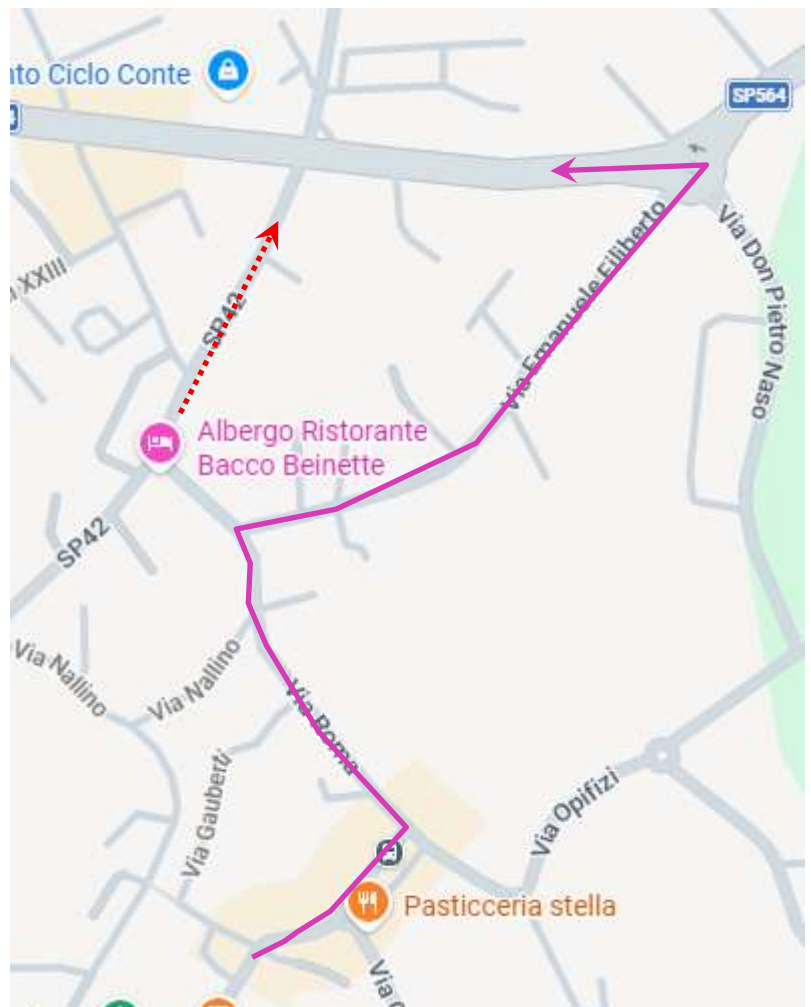 nto Ciclo Conte
SP564
Via Emanuele Filiberto
Via Don Pietro Naso
XXIII
SP42
Albergo Ristorante
Bacco Beinette
SP42
Via Nallino
Via Nallino
Via Roma
Via Gauberti
Via Opifizi
Pasticceria stella